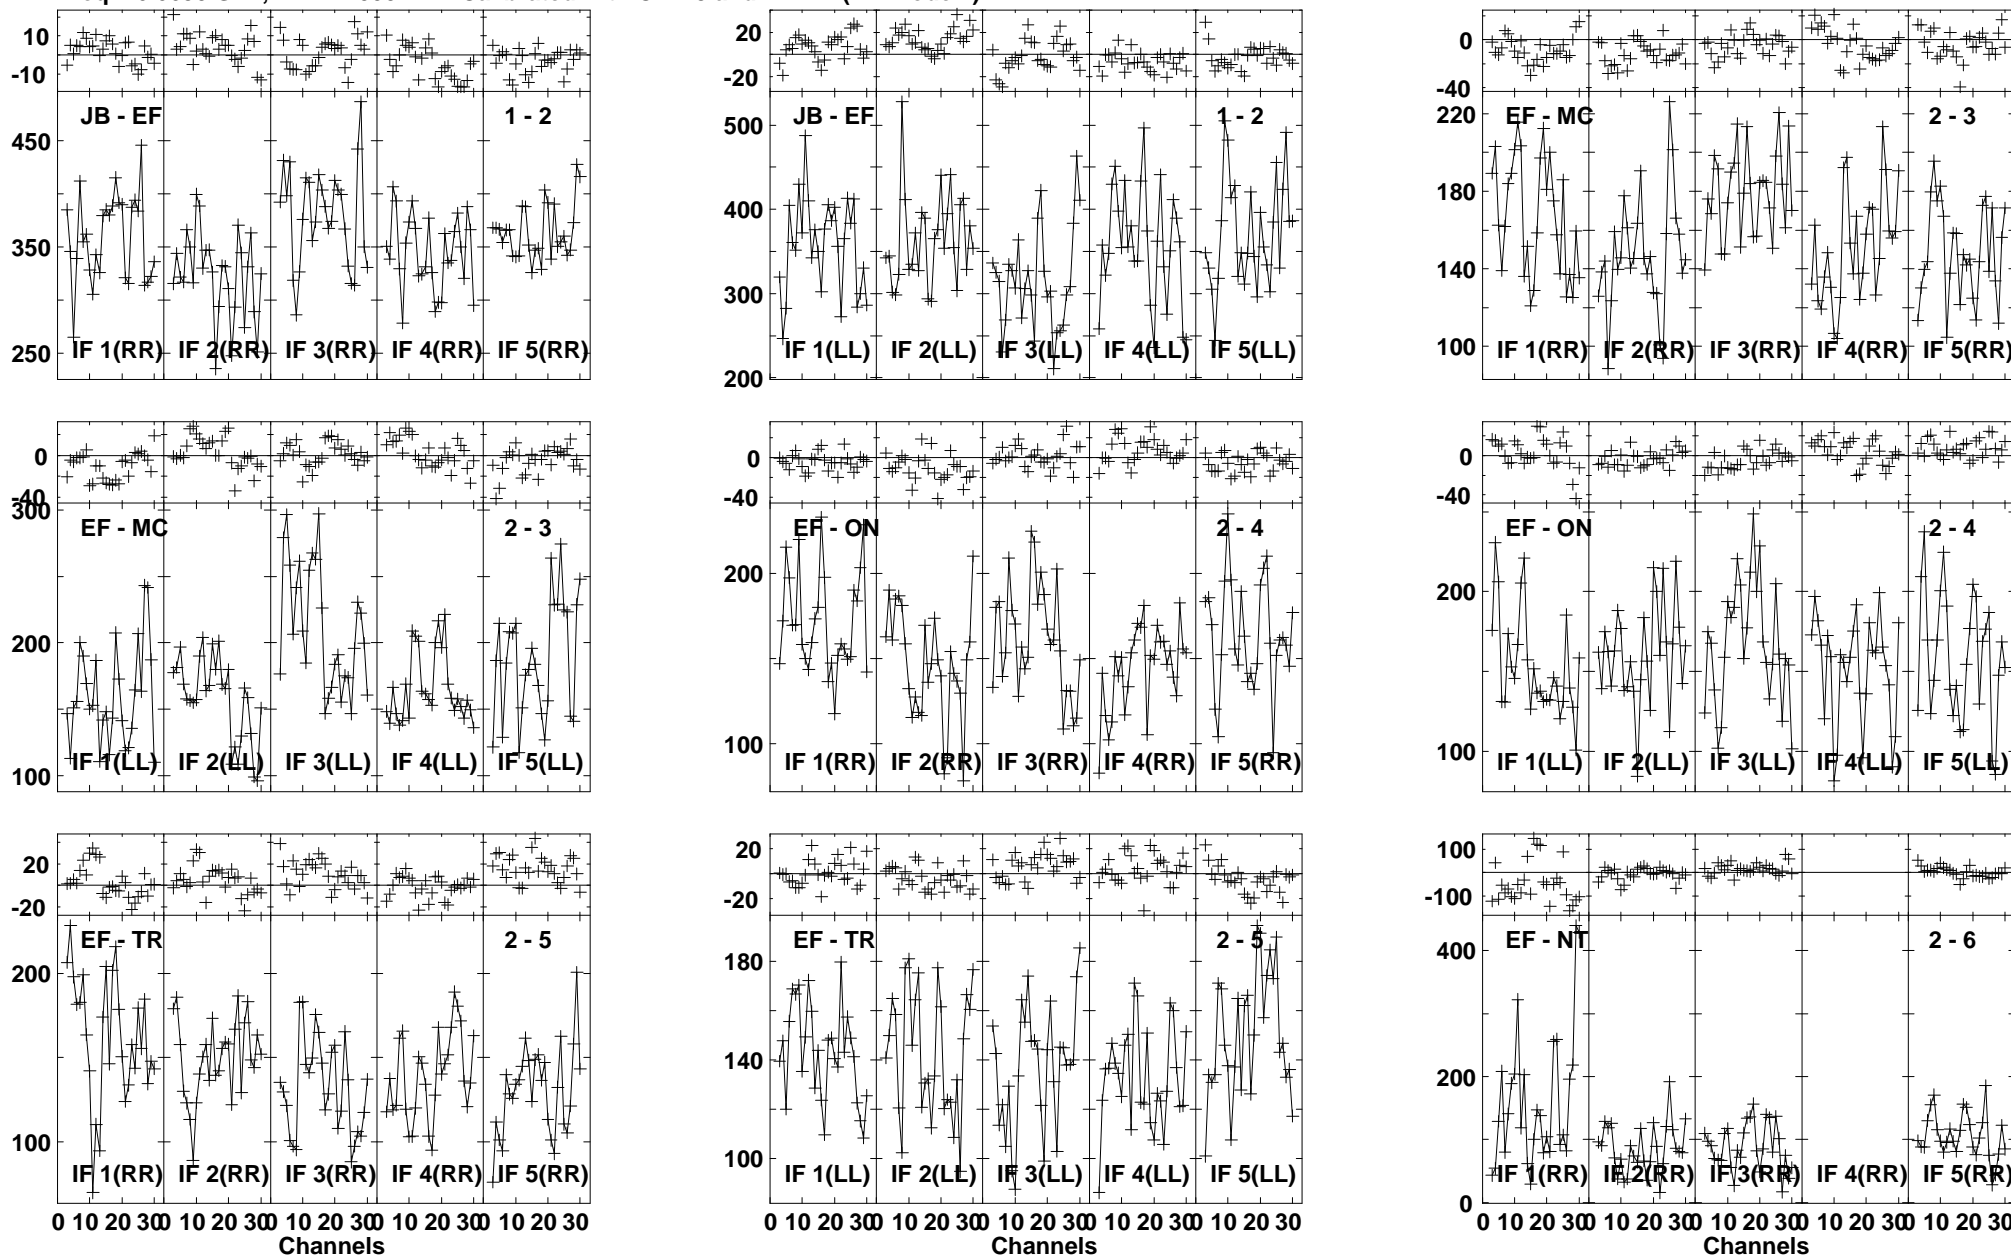 10
-10
JB - EF
1 - 2
450
350
250
IF 1(RR) IF 2(RR) IF 3(RR) IF 4(RR) IF 5(RR)
20
-20
JB - EF
1 - 2
500
400
300
200
IF 1(LL) IF 2(LL) IF 3(LL) IF 4(LL) IF 5(LL)
0
-40
EF - MC
2 - 3
220
180
140
100
IF 1(RR) IF 2(RR) IF 3(RR) IF 4(RR) IF 5(RR)
0
-40
EF - MC
2 - 3
300
200
100
IF 1(LL) IF 2(LL) IF 3(LL) IF 4(LL) IF 5(LL)
0
-40
EF - ON
2 - 4
200
100
IF 1(RR) IF 2(RR) IF 3(RR) IF 4(RR) IF 5(RR)
0
-40
EF - ON
2 - 4
200
100
IF 1(LL) IF 2(LL) IF 3(LL) IF 4(LL) IF 5(LL)
20
-20
EF - TR
2 - 5
200
100
IF 1(RR) IF 2(RR) IF 3(RR) IF 4(RR) IF 5(RR)
0 10 20 30 0 10 20 30 0 10 20 30 0 10 20 30 0 10 20 30
Channels
20
-20
EF - TR
2 - 5
180
140
100
IF 1(LL) IF 2(LL) IF 3(LL) IF 4(LL) IF 5(LL)
0 10 20 30 0 10 20 30 0 10 20 30 0 10 20 30 0 10 20 30
Channels
100
-100
EF - NT
2 - 6
400
200
0
IF 1(RR) IF 2(RR) IF 3(RR) IF 4(RR) IF 5(RR)
0 10 20 30 0 10 20 30 0 10 20 30 0 10 20 30 0 10 20 30
Channels